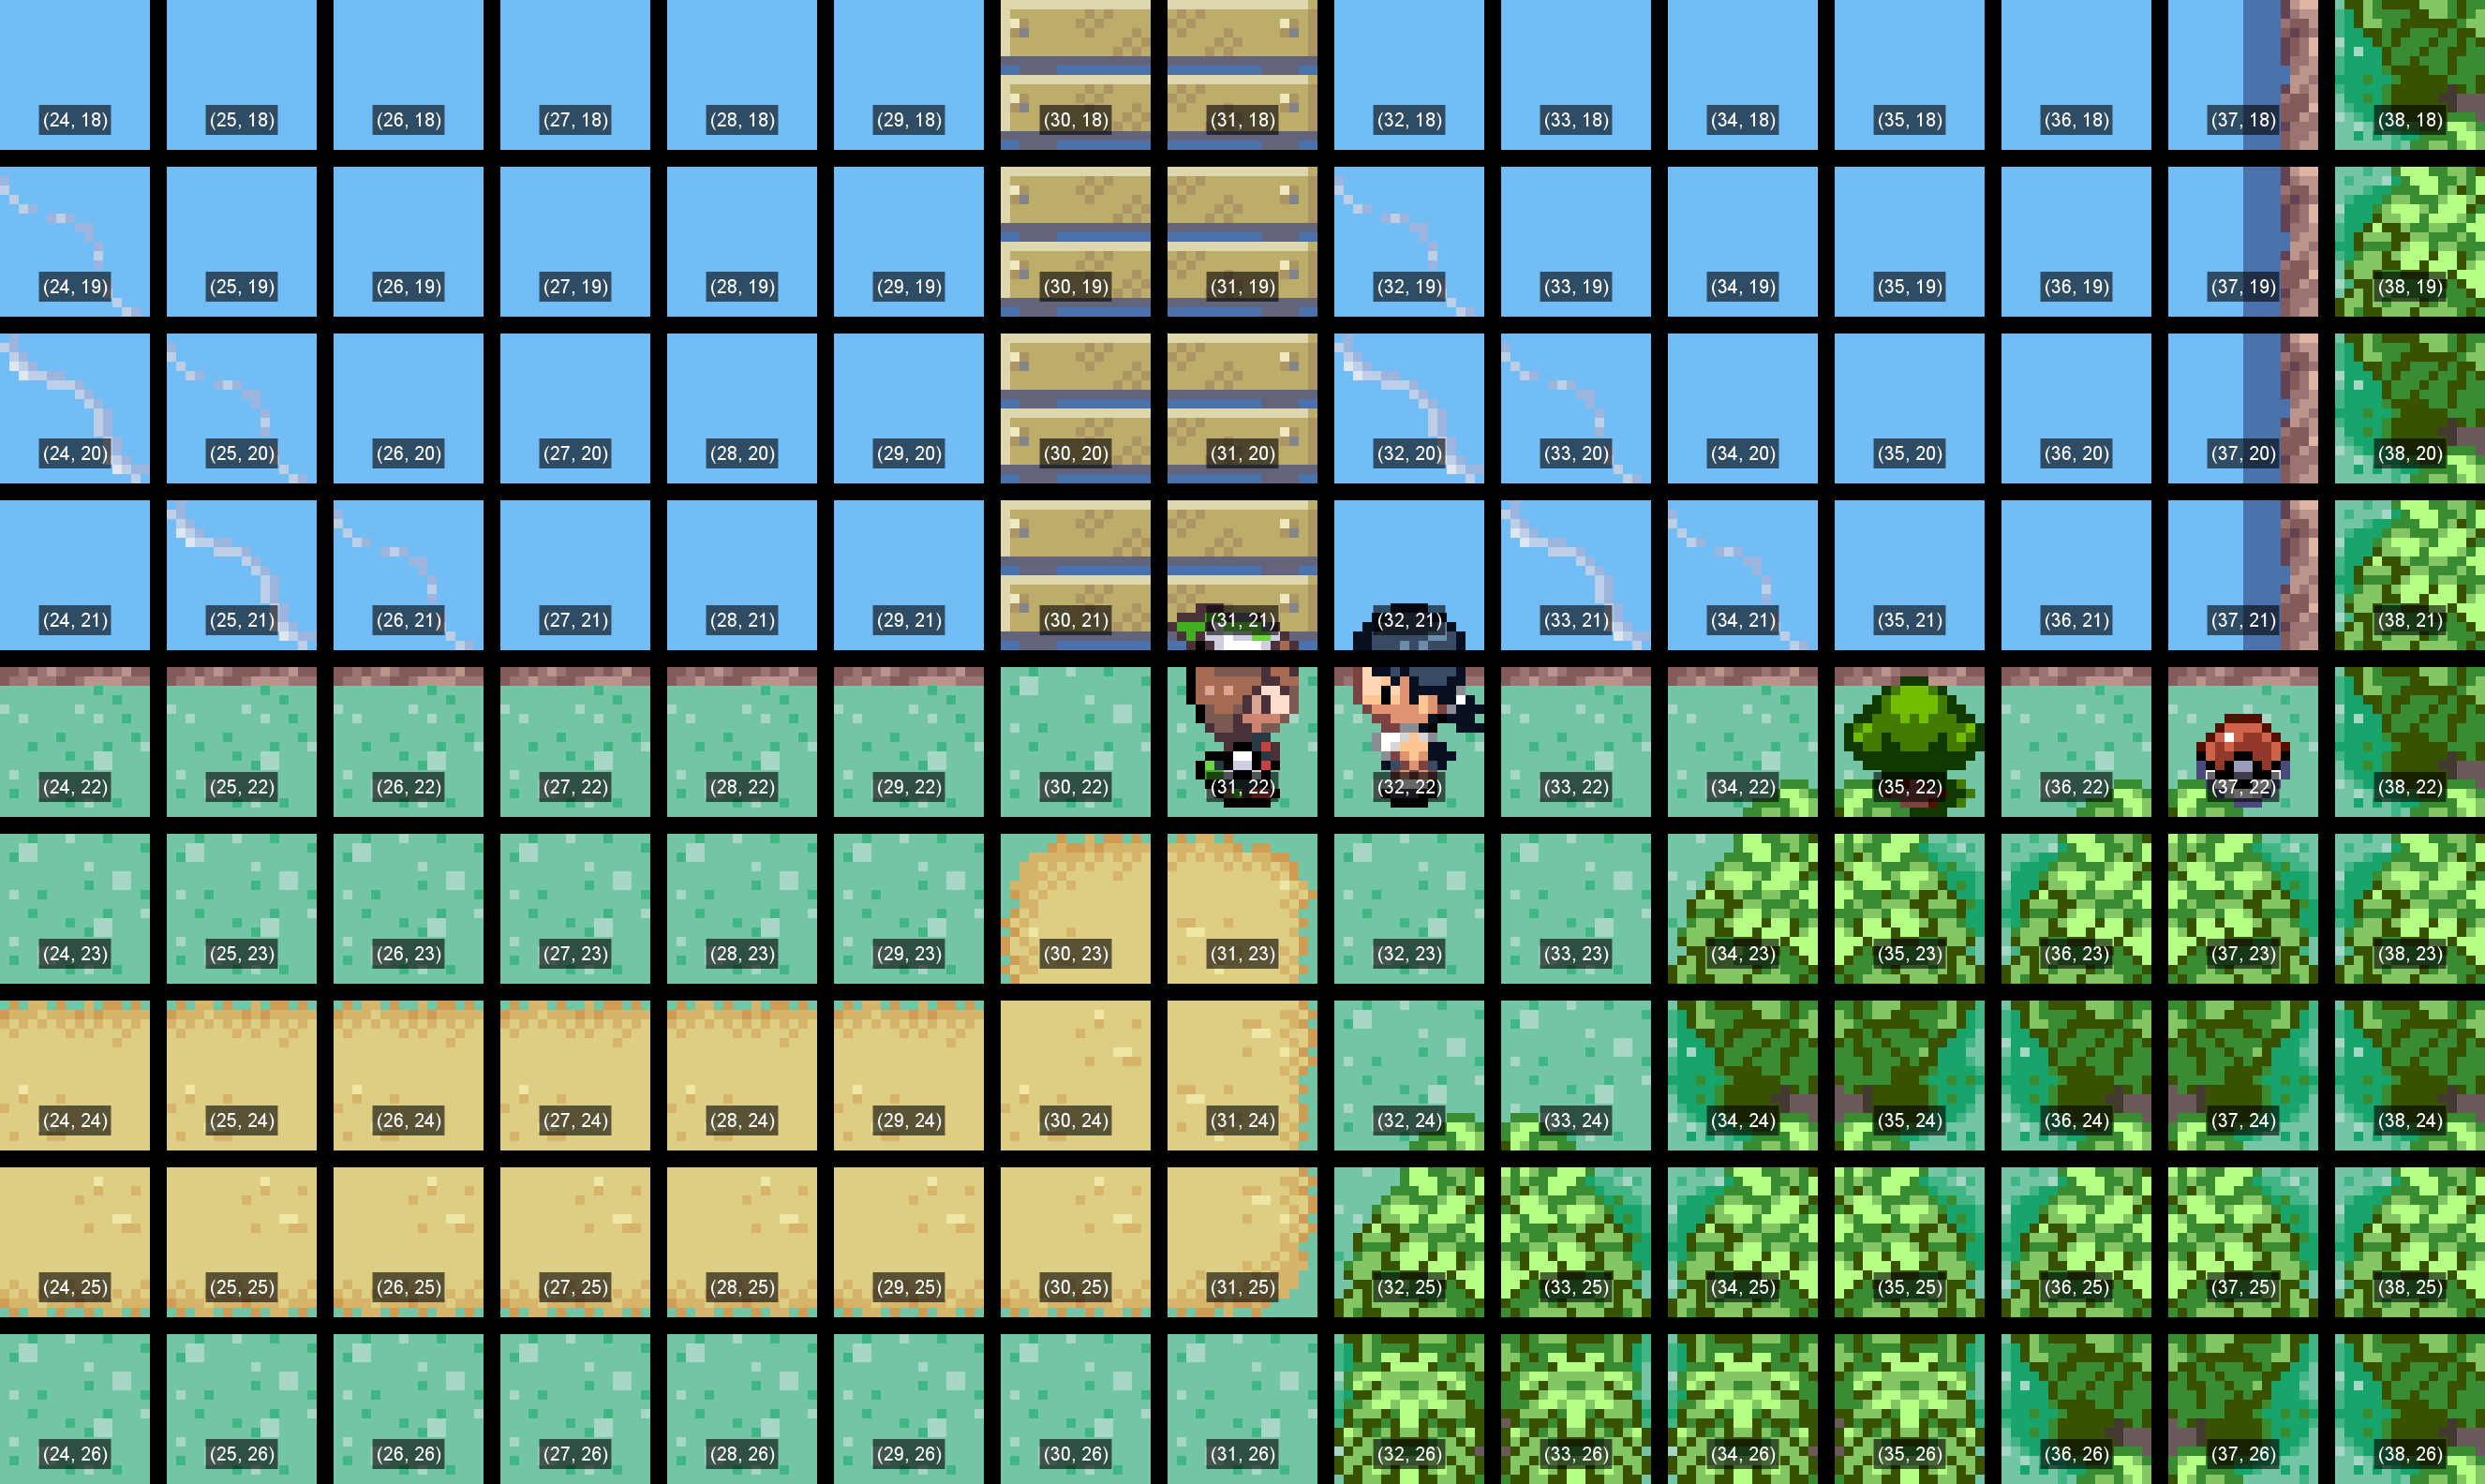 (24, 18) (25, 18) (26, 18) (27, 18) (28, 18) (29, 18) (30, 18) (31, 18) (32, 18) (33, 18) (34, 18) (35, 18) (36, 18) (37, 18) (38, 18)
(24, 19) (25, 19) (26, 19) (27, 19) (28, 19) (29, 19) (30, 19) (31, 19) (32, 19) (33, 19) (34, 19) (35, 19) (36, 19) (37, 19) (38, 19)
(24, 20) (25, 20) (26, 20) (27, 20) (28, 20) (29, 20) (30, 20) (31, 20) (32, 20) (33, 20) (34, 20) (35, 20) (36, 20) (37, 20) (38, 20)
(24, 21) (25, 21) (26, 21) (27, 21) (28, 21) (29, 21) (30, 21) (31, 21) (32, 21) (33, 21) (34, 21) (35, 21) (36, 21) (37, 21) (38, 21)
(24, 22) (25, 22) (26, 22) (27, 22) (28, 22) (29, 22) (30, 22) (31, 22) (32, 22) (33, 22) (34, 22) (35, 22) (36, 22) (37, 22) (38, 22)
(24, 23) (25, 23) (26, 23) (27, 23) (28, 23) (29, 23) (30, 23) (31, 23) (32, 23) (33, 23) (34, 23) (35, 23) (36, 23) (37, 23) (38, 23)
(24, 24) (25, 24) (26, 24) (27, 24) (28, 24) (29, 24) (30, 24) (31, 24) (32, 24) (33, 24) (34, 24) (35, 24) (36, 24) (37, 24) (38, 24)
(24, 25) (25, 25) (26, 25) (27, 25) (28, 25) (29, 25) (30, 25) (31, 25) (32, 25) (33, 25) (34, 25) (35, 25) (36, 25) (37, 25) (38, 25)
(24, 26) (25, 26) (26, 26) (27, 26) (28, 26) (29, 26) (30, 26) (31, 26) (32, 26) (33, 26) (34, 26) (35, 26) (36, 26) (37, 26) (38, 26)